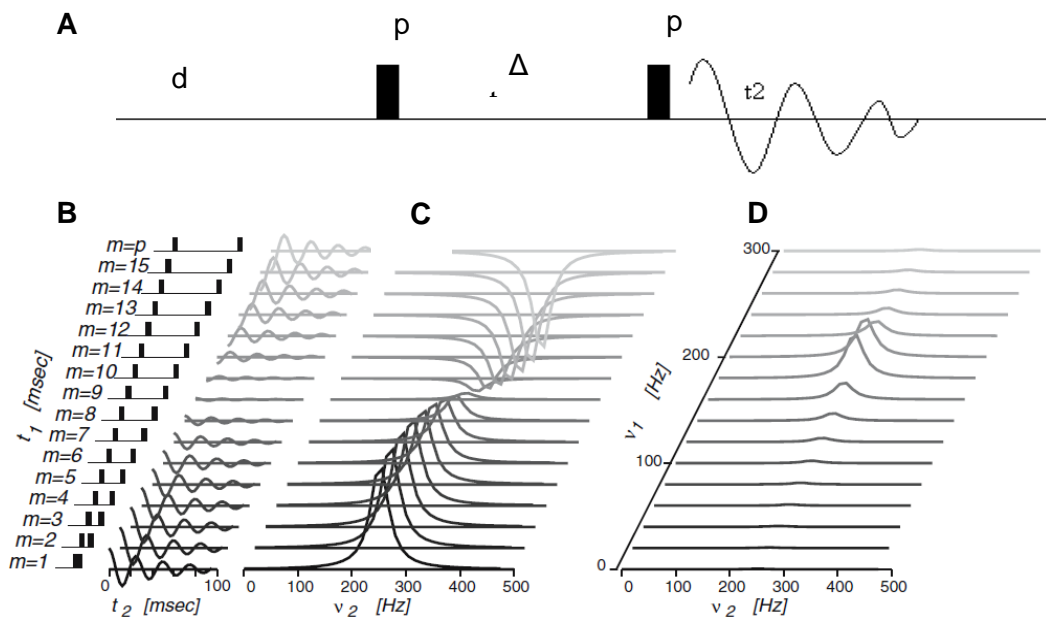 A
p
p
d
Δ
t2
B
C
D
m=p
m=15
m=14
m=13
m=12
m=11
m=10
m=9
m=8
m=7
m=6
m=5
m=4
m=3
m=2
m=1
t1 [msec]
0 100
t2 [msec]
0 100 200 300 400 500
ν2 [Hz]
300
200
100
0
ν1 [Hz]
0 100 200 300 400 500
ν2 [Hz]